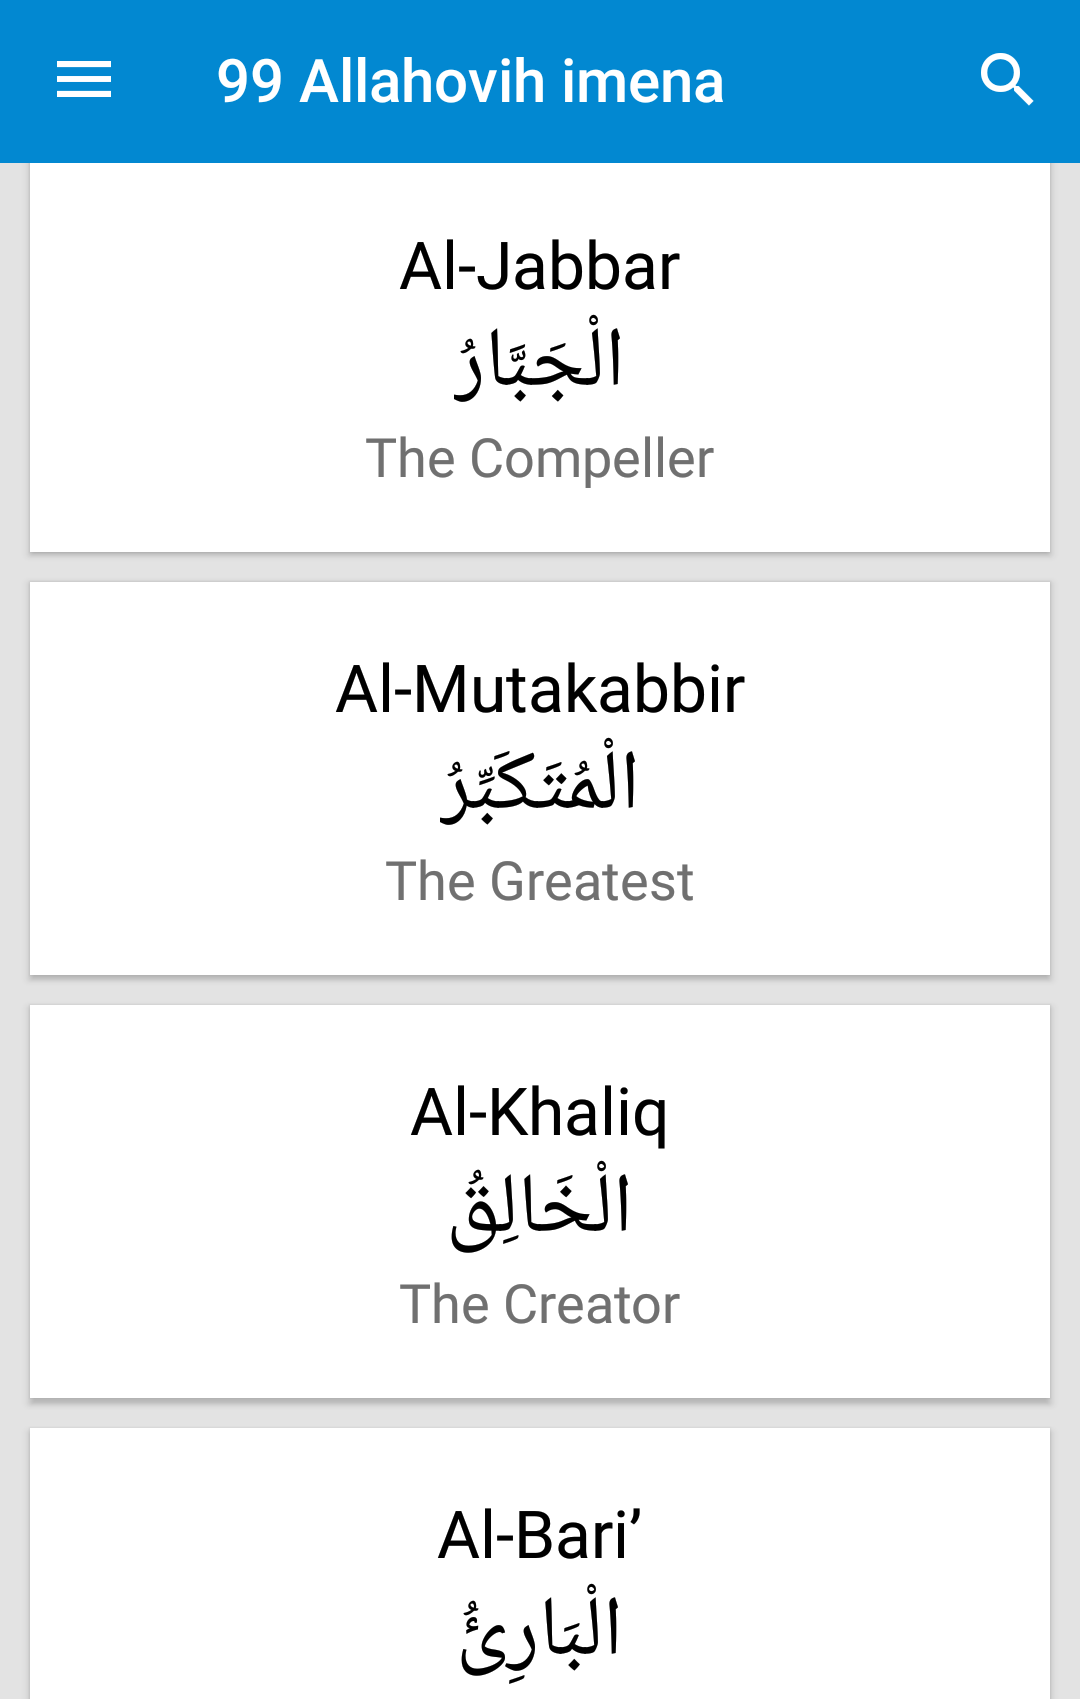 99 Allahovih imena
Al-Jabbar
الْجَبَّارُ
The Compeller
Al-Mutakabbir
الْمُتَكَبِّرُ
The Greatest
Al-Khaliq
الْخَالِقُ
The Creator
Al-Bari’
الْبَارِئُ